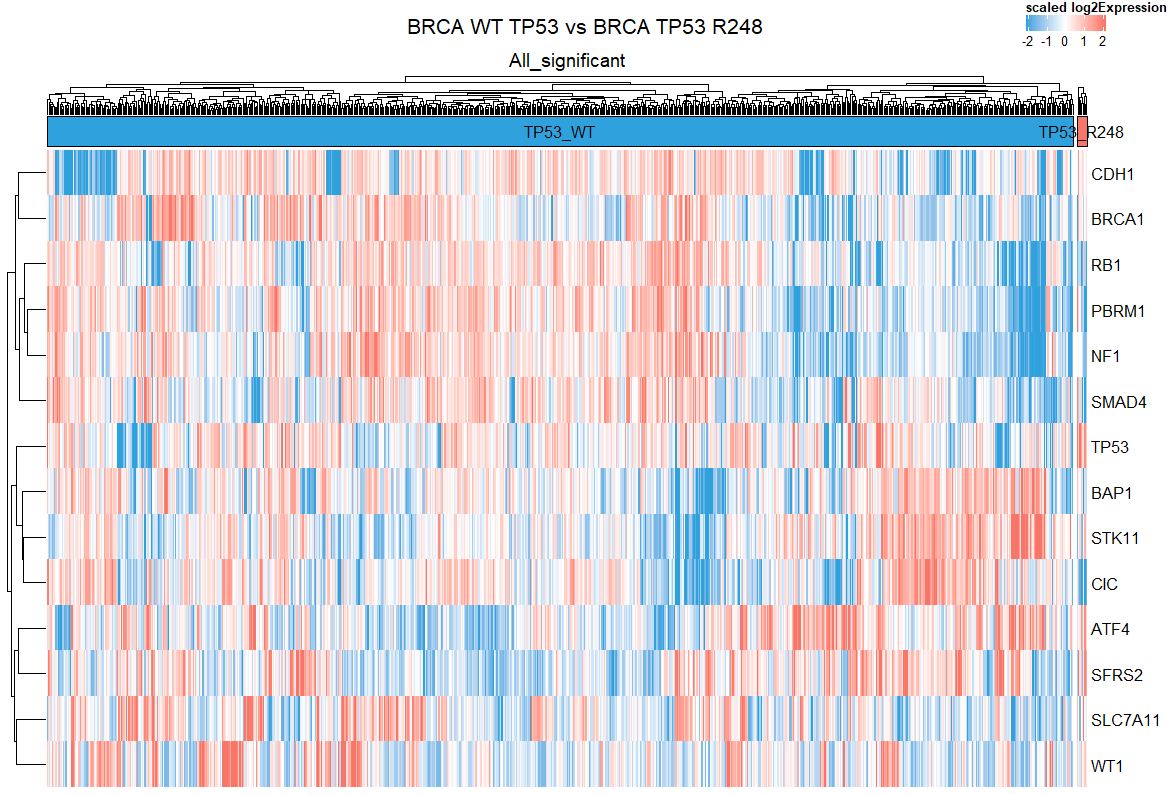 scaled log2Expression
-2 -1 0 1 2
BRCA WT TP53 vs BRCA TP53 R248
All_significant
TP53_WT
TP53_R248
CDH1
BRCA1
RB1
PBRM1
NF1
SMAD4
TP53
BAP1
STK11
CIC
ATF4
SFRS2
SLC7A11
WT1